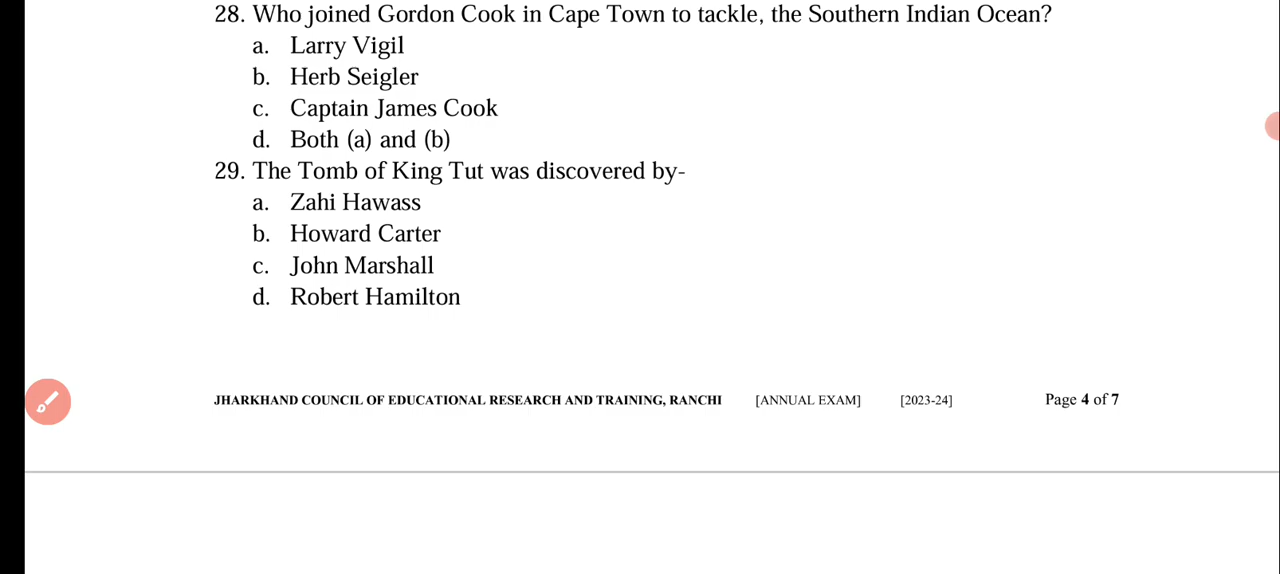 28. Who joined Gordon Cook in Cape Town to tackle, the Southern Indian Ocean?
a. Larry Vigil
b. Herb Seigler
c. Captain James Cook
d. Both (a) and (b)
29. The Tomb of King Tut was discovered by-
a. Zahi Hawass
b. Howard Carter
c. John Marshall
d. Robert Hamilton
JHARKHAND COUNCIL OF EDUCATIONAL RESEARCH AND TRAINING, RANCHI [ANNUAL EXAM] [2023-24] Page 4 of 7